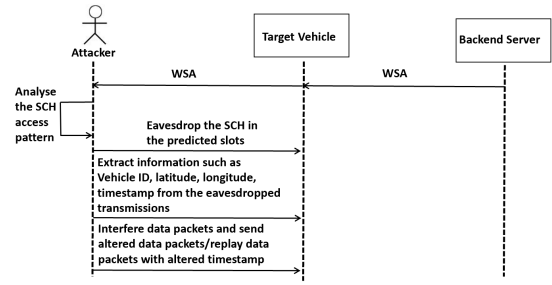 Attacker
Target Vehicle
Backend Server
WSA
WSA
Analyse
the SCH
access
pattern
Eavesdrop the SCH in
the predicted slots
Extract information such as
Vehicle ID, latitude, longitude,
timestamp from the eavesdropped
transmissions
Interfere data packets and send
altered data packets/replay data
packets with altered timestamp